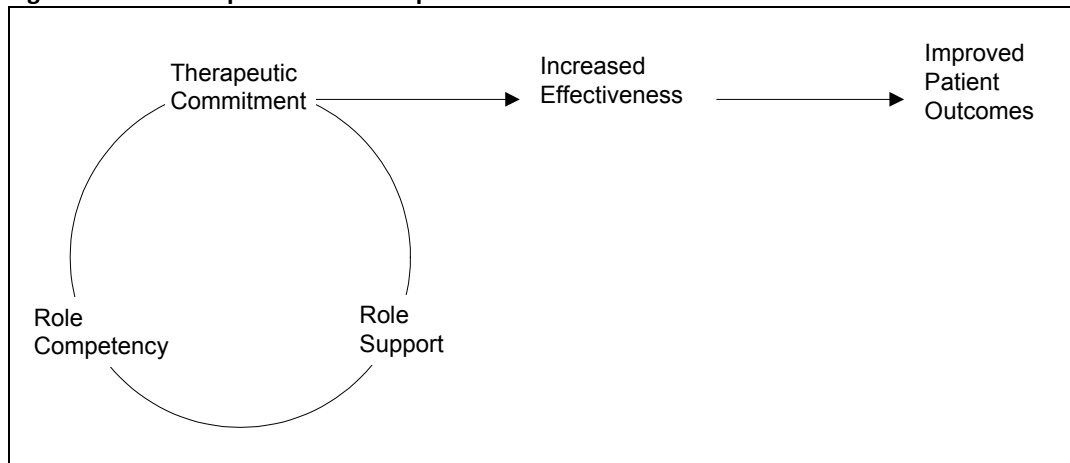 Therapeutic
Commitment
Increased
Effectiveness
Improved
Patient
Outcomes
Role
Competency
Role
Support